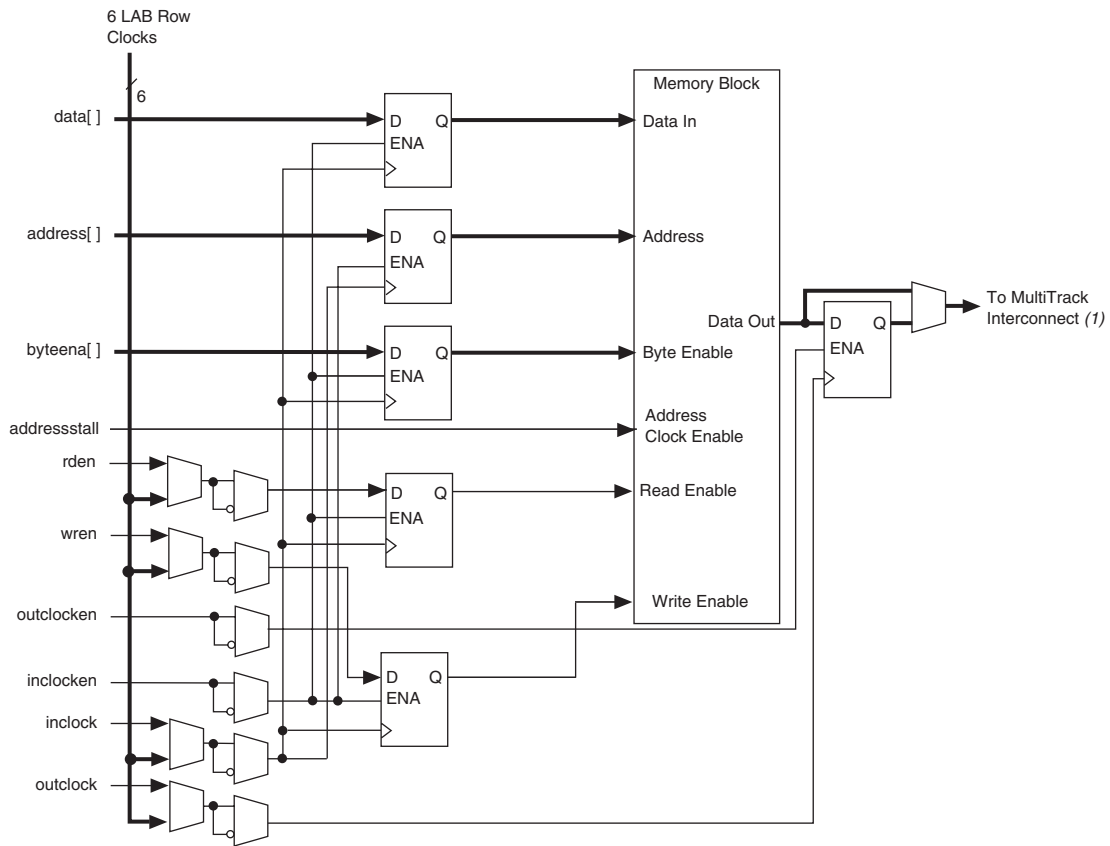 6 LAB Row
Clocks
6
Memory Block
data[ ]
D Q
ENA
Data In
address[ ]
D Q
ENA
Address
To MultiTrack
Interconnect (1)
Data Out
D Q
ENA
byteena[ ]
D Q
ENA
Byte Enable
addressstall
Address
Clock Enable
rden
D Q
ENA
Read Enable
wren
Write Enable
outclocken
inclocken
D Q
ENA
inclock
outclock